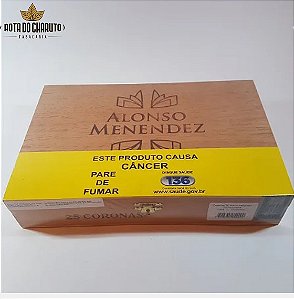 ROTA DO CHARUTO
TABACARIA
ALONSO
MENENDEZ
ESTE PRODUTO CAUSA
CÂNCER
PARE
DE
FUMAR
DISQUE SAÚDE
136
www.saude.gov.br
25 CORONAS